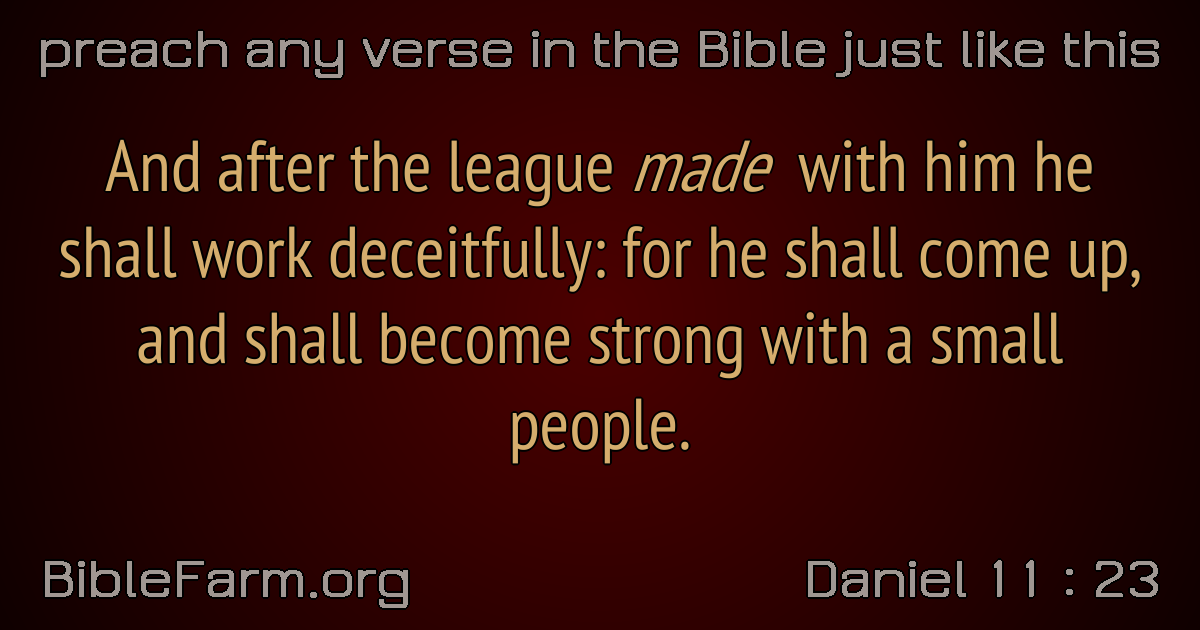 preach any verse in the Bible just like this
And after the league made with him he
shall work deceitfully: for he shall come up,
and shall become strong with a small
people.
BibleFarm.org
Daniel 11 : 23